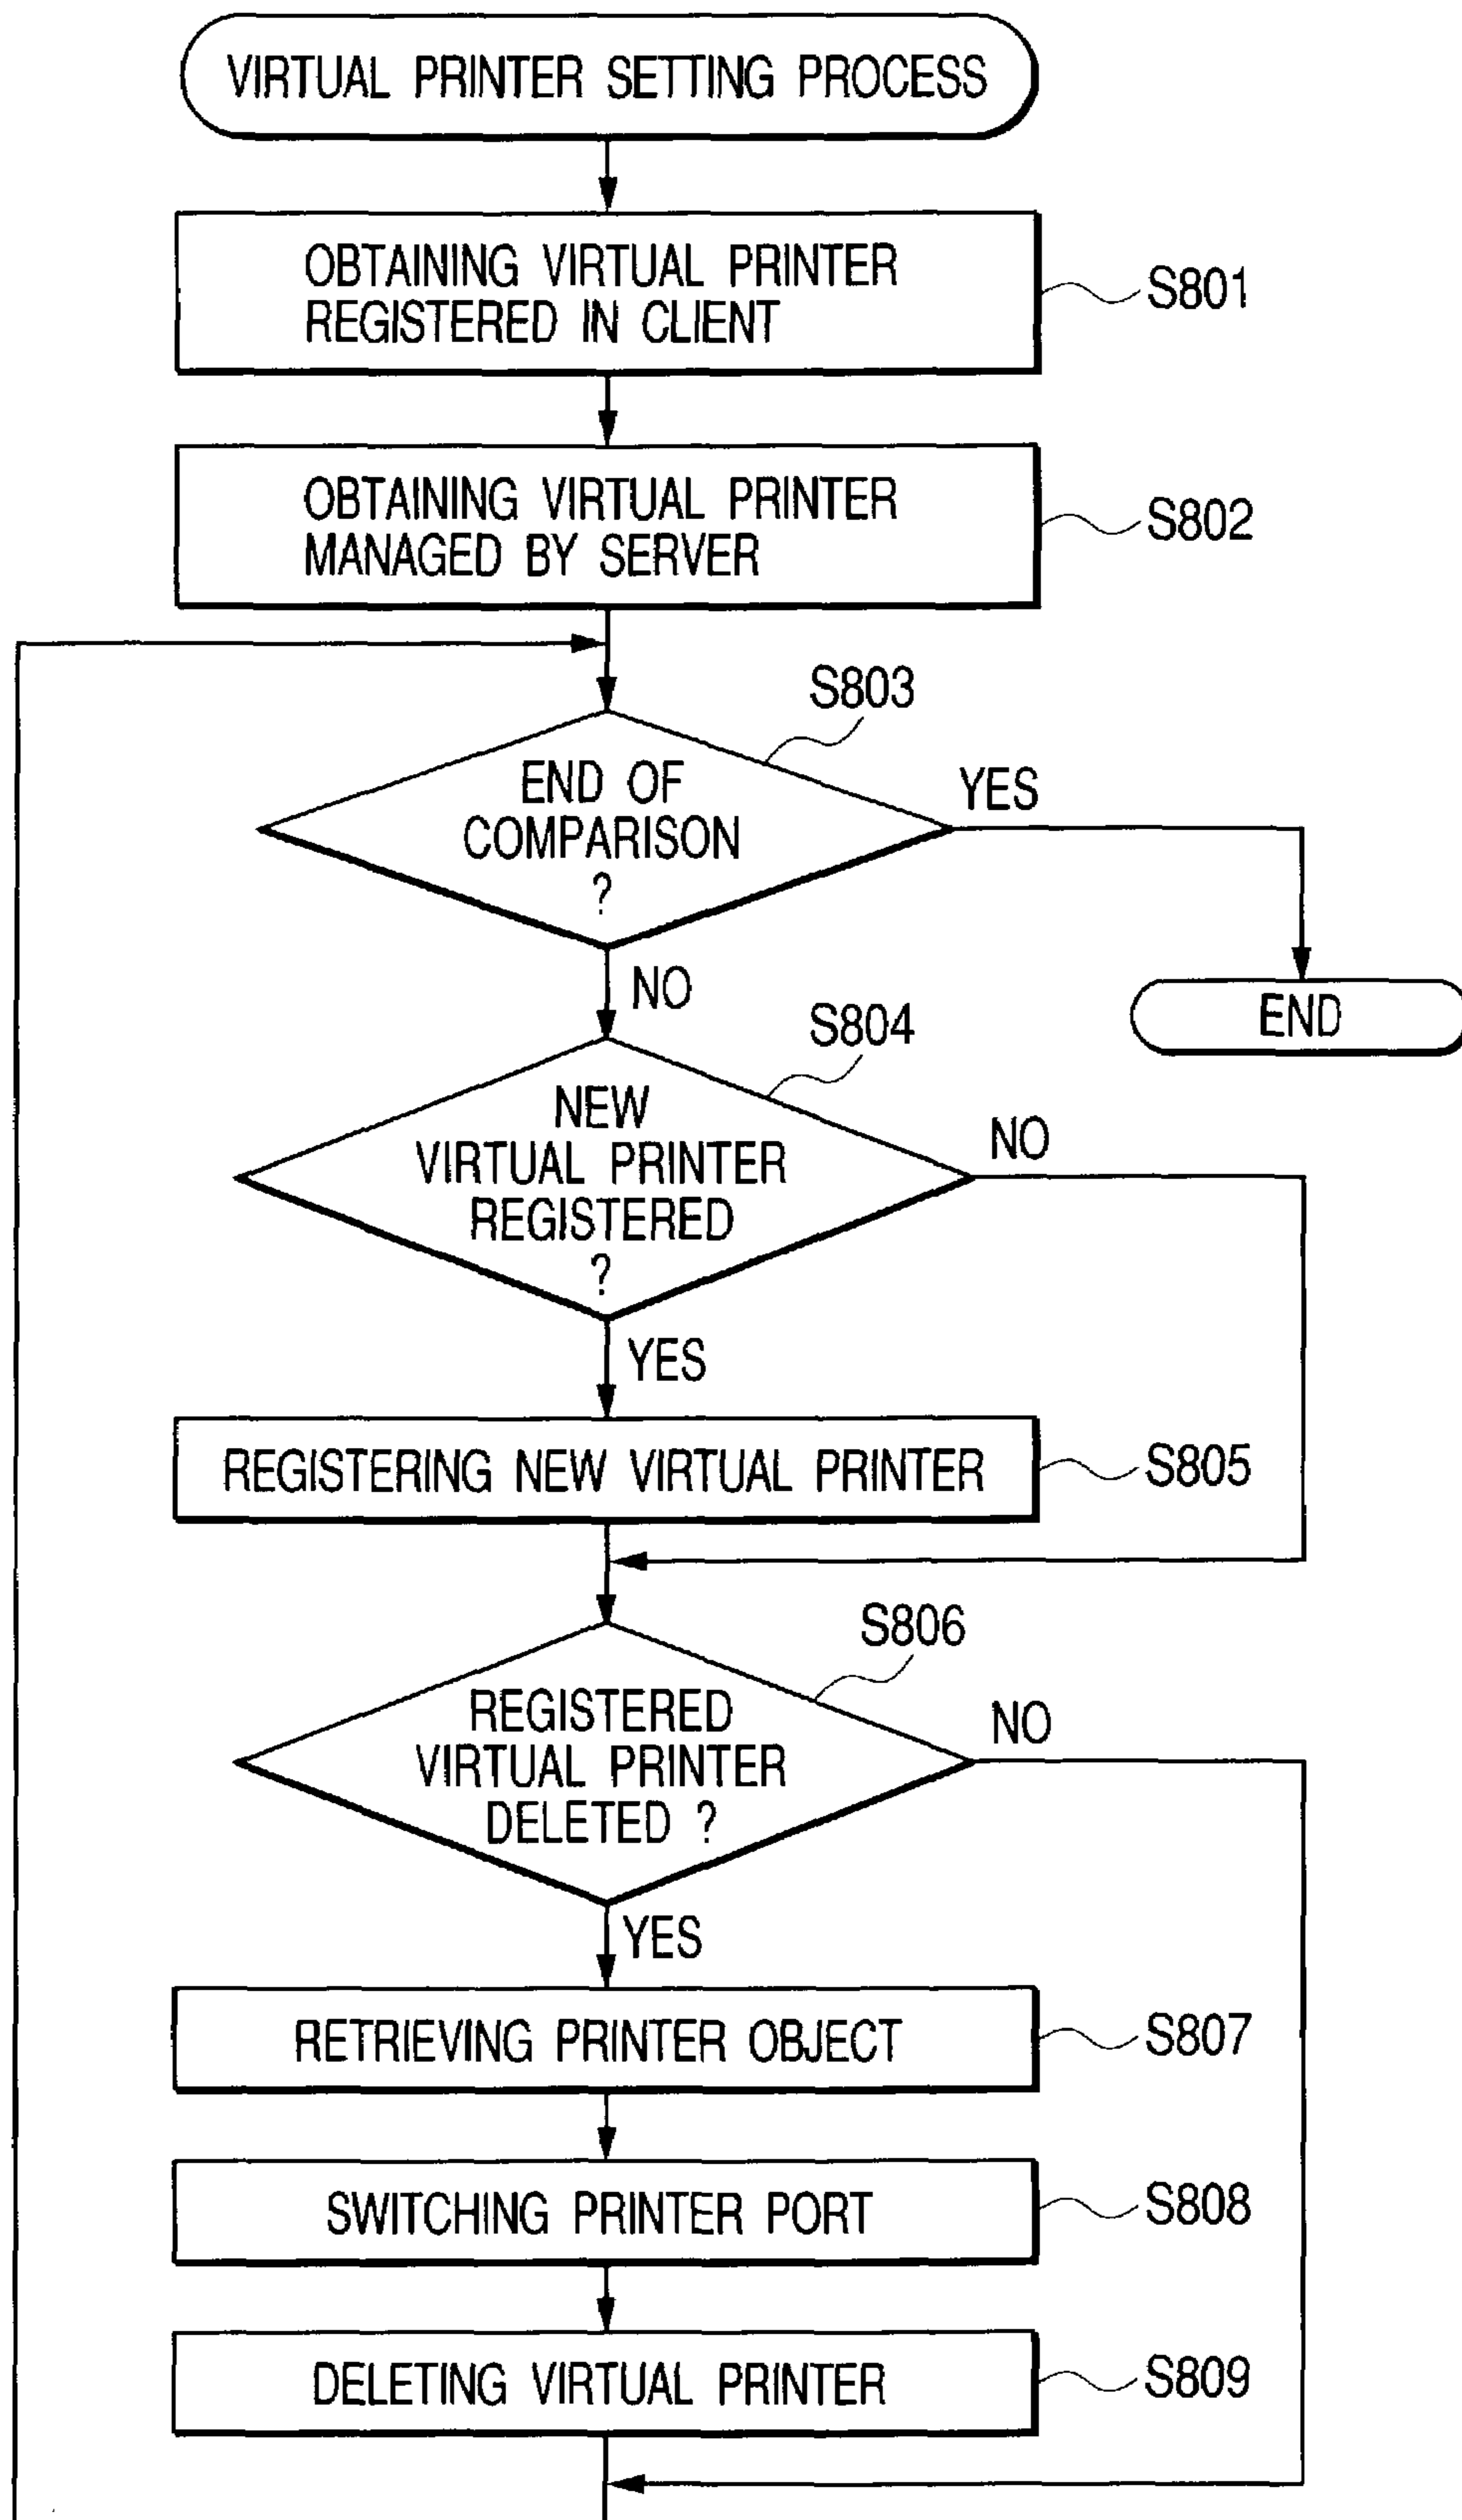 VIRTUAL PRINTER SETTING PROCESS
OBTAINING VIRTUAL PRINTER
REGISTERED IN CLIENT
S801
OBTAINING VIRTUAL PRINTER
MANAGED BY SERVER
S802
S803
END OF
COMPARISON
?
YES
NO
END
S804
NEW
VIRTUAL PRINTER
REGISTERED
?
NO
YES
REGISTERING NEW VIRTUAL PRINTER
S805
S806
REGISTERED
VIRTUAL PRINTER
DELETED ?
NO
YES
RETRIEVING PRINTER OBJECT
S807
SWITCHING PRINTER PORT
S808
DELETING VIRTUAL PRINTER
S809